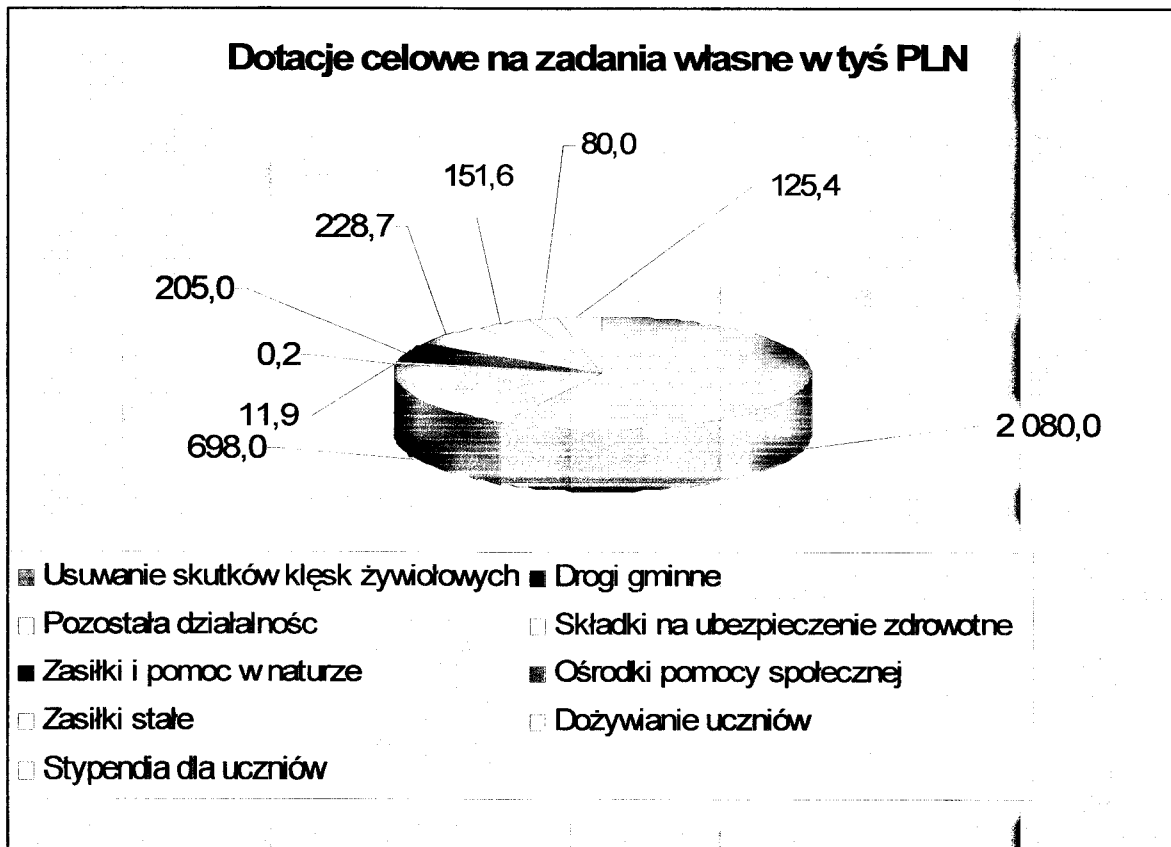 Dotacje celowe na zadania własne w tyś PLN
80,0
151,6
125,4
228,7
205,0
0,2
11,9
698,0
2 080,0
Usuwanie skutków klęsk żywiołowych Drogi gminne
Pozostała działalnośc Składki na ubezpieczenie zdrowotne
Zasiłki i pomoc w naturze Ośrodki pomocy społecznej
Zasiłki stałe Dożywianie uczniów
Stypendia dla uczniów